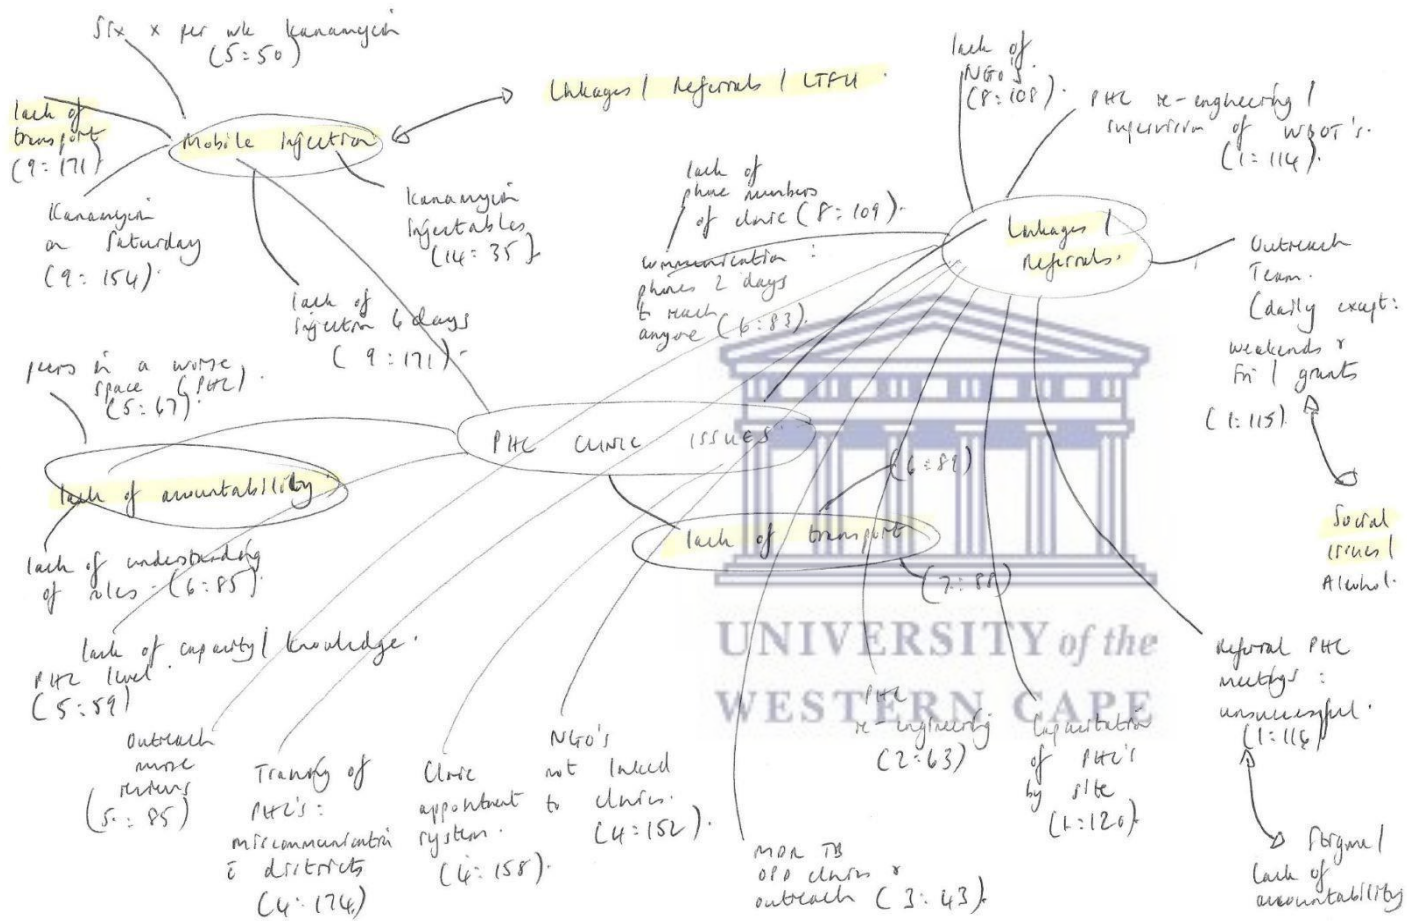 Six x per wk kanamycin
(5:50)
lack of
transport
(9:171)
Mobile injection
Linkages / Referrals / LTFU.
Kanamycin
on Saturday
(9:154).
Kanamycin
injectables
(14:35).
lack of
injection 6 days
(9:171).
lack of
NGO's.
(8:108).
PHC re-engineering /
supervision of WBOT's.
(1:114).
lack of
phone numbers
of clinic (8:109).
communication:
phones 2 days
to reach
anyone (6:83).
Linkages /
Referrals.
Outreach
Team.
(daily except:
weekends &
Fri / grants
(1:115).
Social
issues /
Alcohol.
peers in a worse
space (PHC).
(5:67).
PHC CLINIC ISSUES
lack of accountability.
lack of understanding
of roles - (6:85).
lack of transport
(6:89)
(7:88)
lack of capacity / knowledge.
PHC level.
(5:59)
UNIVERSITY of the
WESTERN CAPE
Outreach
nurse
reviews
(5:85)
Training of
PHC's:
miscommunication
c̄ districts
(4:174)
Clinic
appointment
system.
(4:158).
NGO's
not linked
to clinics.
(4:152).
MDR TB
OPD clinics &
outreach (3:43).
PHC
re-engineering
(2:63)
Capacitation
of PHC's
by site
(1:120).
Referral PHC
meetings:
unsuccessful.
(1:116)
Stigma /
lack of
accountability